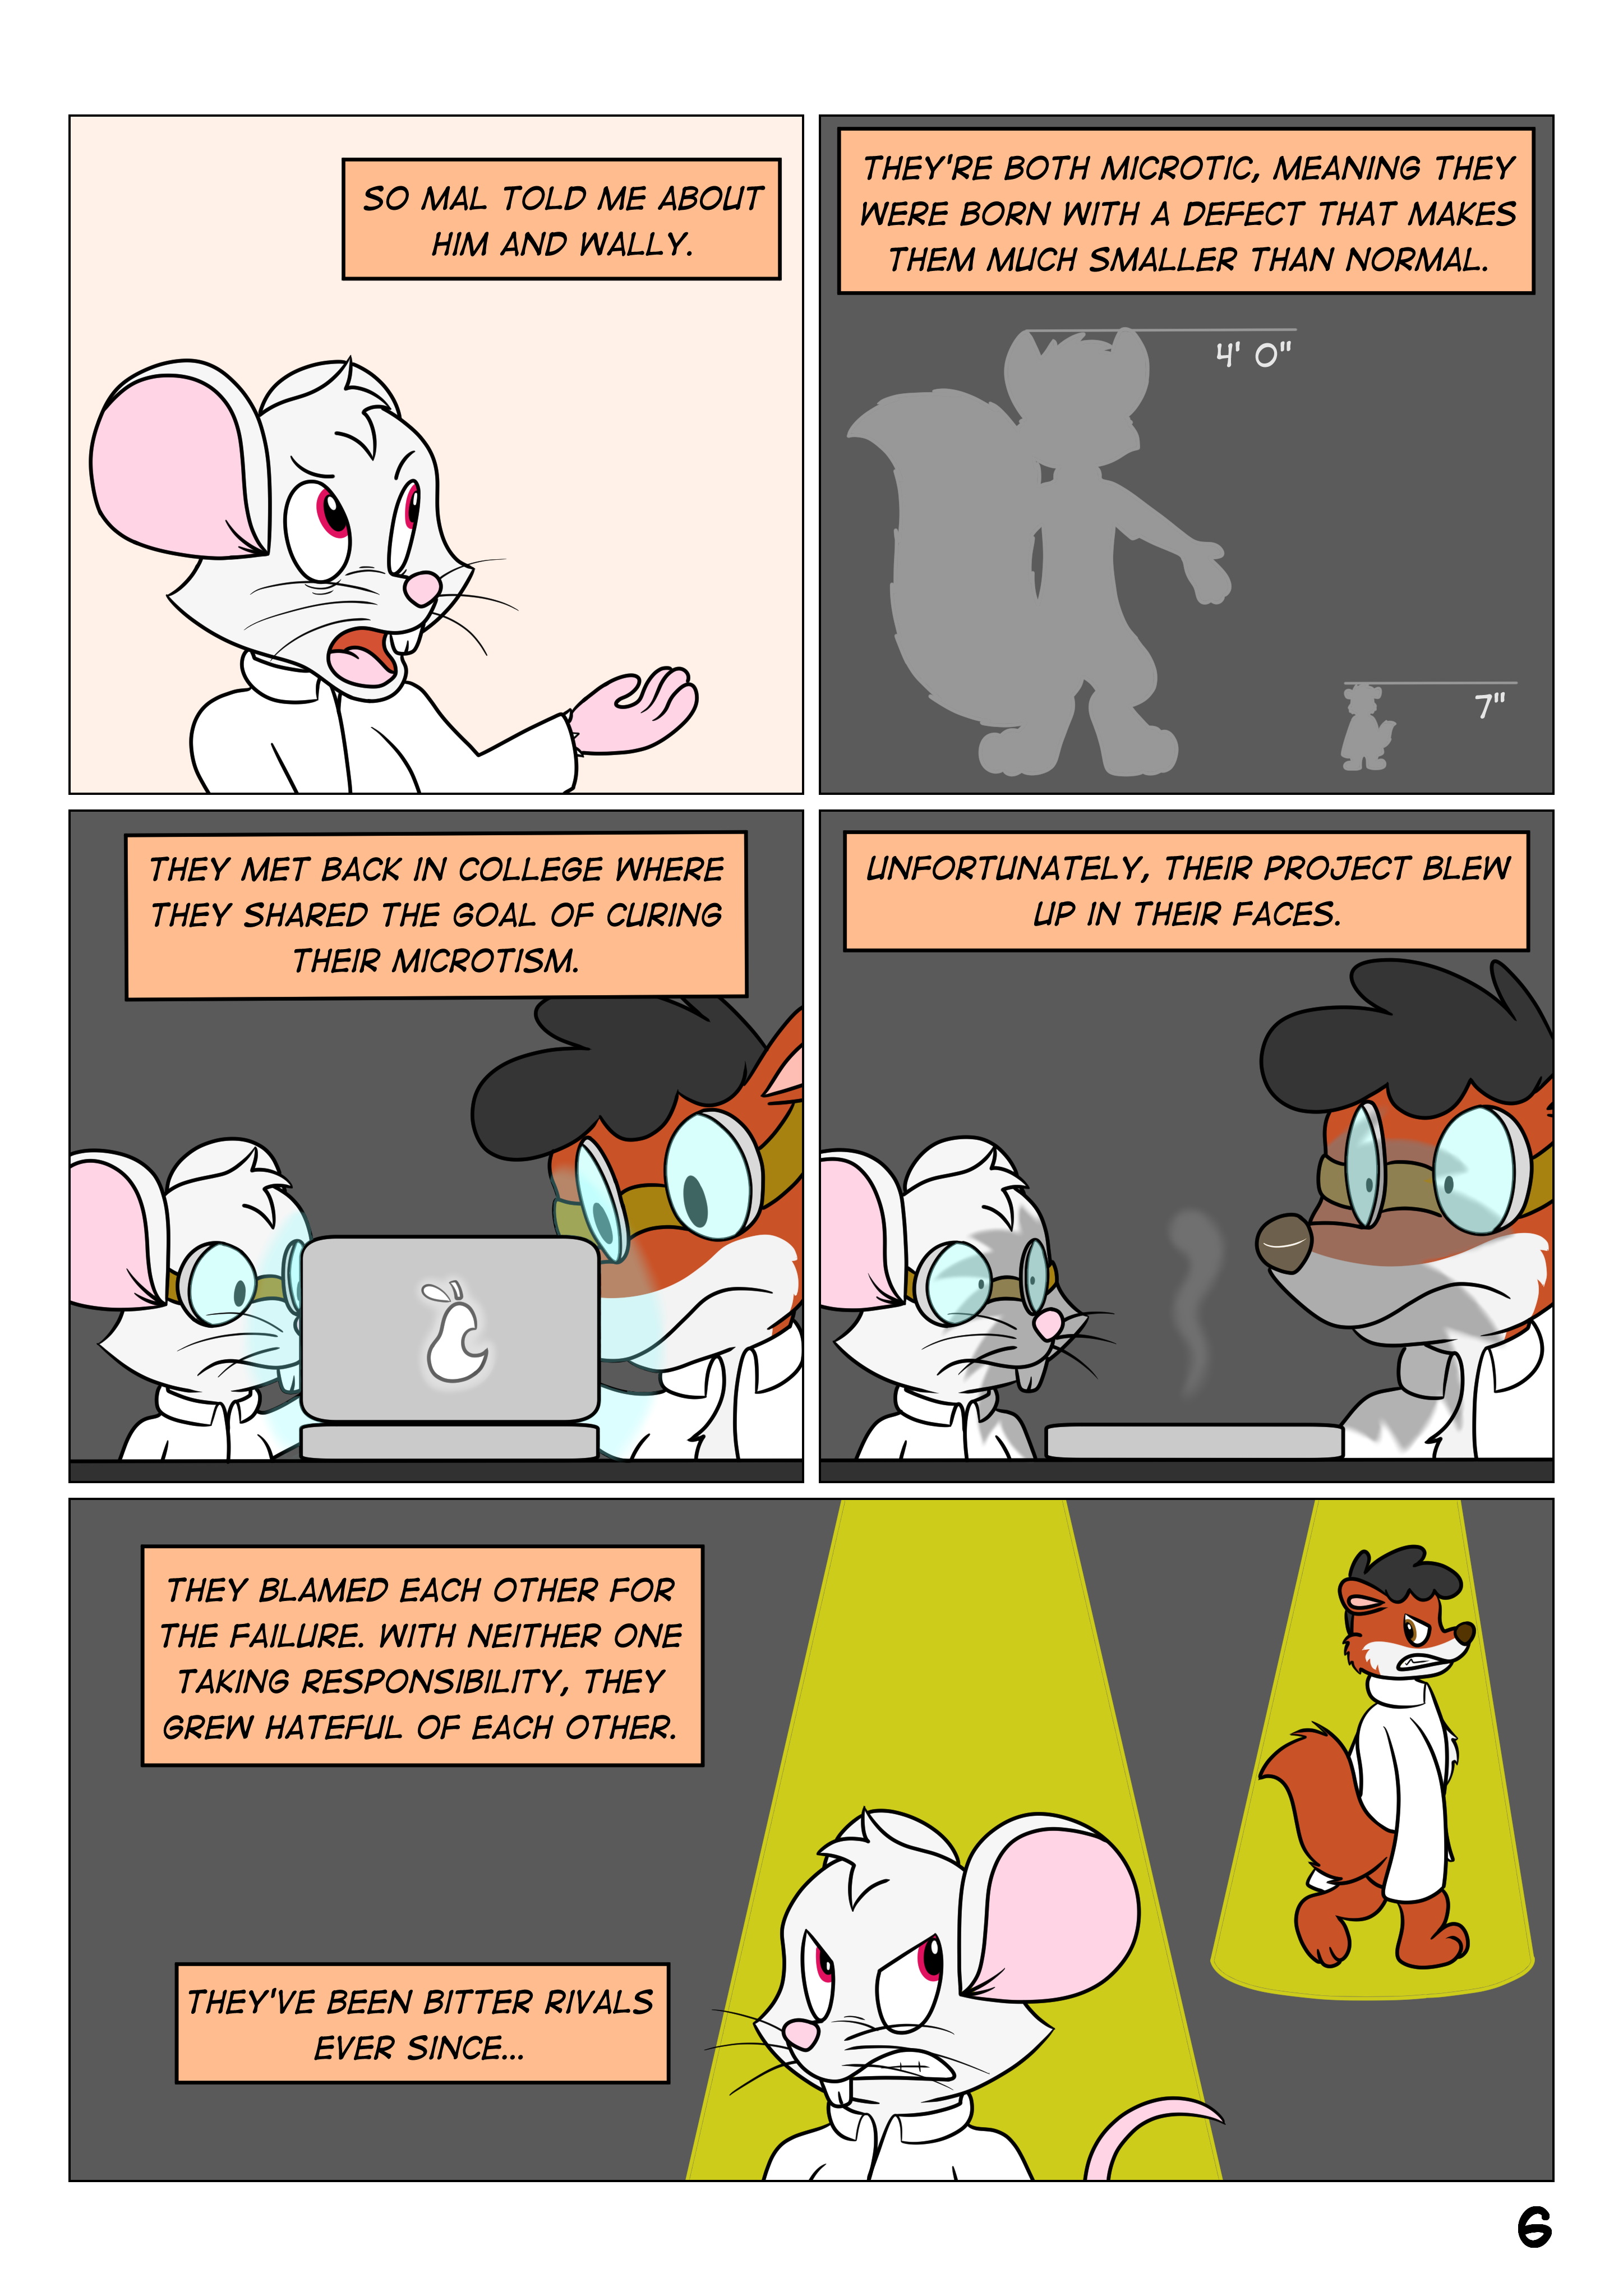 SO MAL TOLD ME ABOUT
HIM AND WALLY.
THEY'RE BOTH MICROTIC, MEANING THEY
WERE BORN WITH A DEFECT THAT MAKES
THEM MUCH SMALLER THAN NORMAL.
4' 0"
7"
THEY MET BACK IN COLLEGE WHERE
THEY SHARED THE GOAL OF CURING
THEIR MICROTISM.
UNFORTUNATELY, THEIR PROJECT BLEW
UP IN THEIR FACES.
THEY BLAMED EACH OTHER FOR
THE FAILURE. WITH NEITHER ONE
TAKING RESPONSIBILITY, THEY
GREW HATEFUL OF EACH OTHER.
THEY'VE BEEN BITTER RIVALS
EVER SINCE...
6